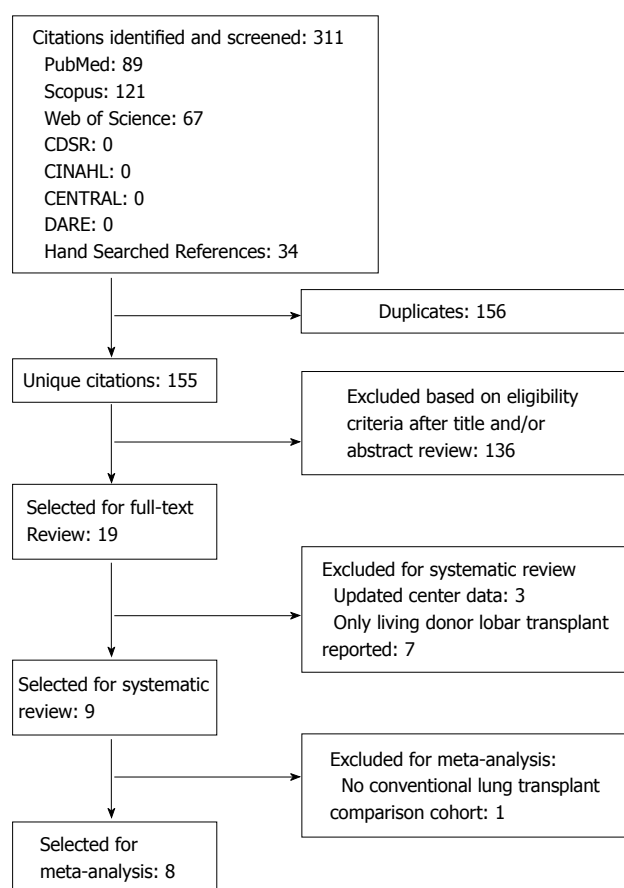 Citations identified and screened: 311
PubMed: 89
Scopus: 121
Web of Science: 67
CDSR: 0
CINAHL: 0
CENTRAL: 0
DARE: 0
Hand Searched References: 34
Duplicates: 156
Unique citations: 155
Excluded based on eligibility
criteria after title and/or
abstract review: 136
Selected for full-text
Review: 19
Excluded for systematic review
Updated center data: 3
Only living donor lobar transplant
reported: 7
Selected for systematic
review: 9
Excluded for meta-analysis:
No conventional lung transplant
comparison cohort: 1
Selected for
meta-analysis: 8